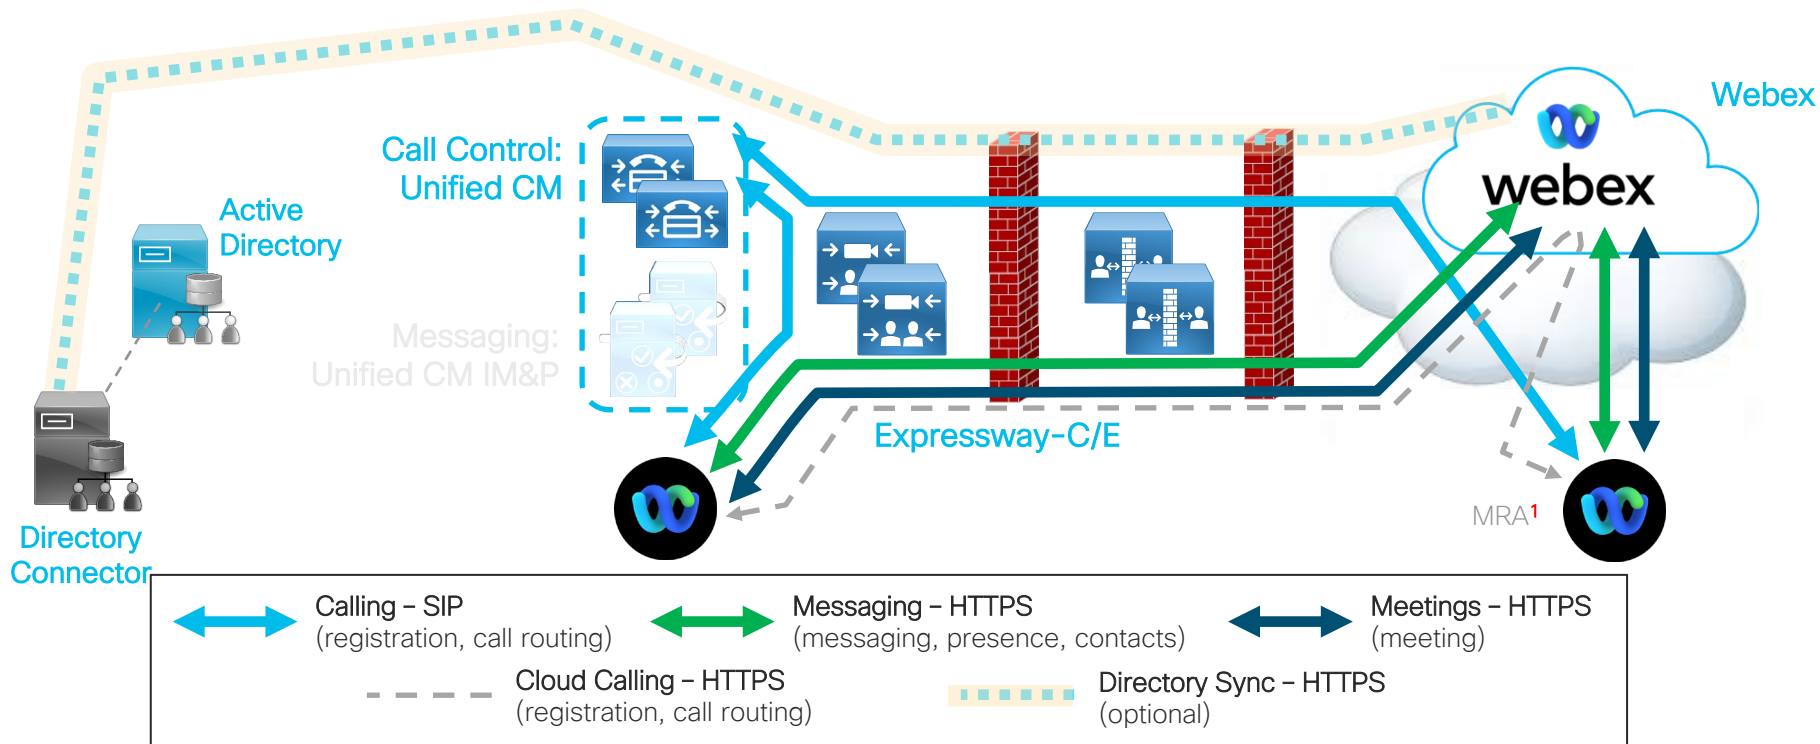 Webex
webex
Call Control:
Unified CM
Active
Directory
Messaging:
Unified CM IM&P
Expressway-C/E
MRA¹
Directory
Connector
Calling – SIP
(registration, call routing)
Messaging – HTTPS
(messaging, presence, contacts)
Meetings – HTTPS
(meeting)
Cloud Calling – HTTPS
(registration, call routing)
Directory Sync – HTTPS
(optional)